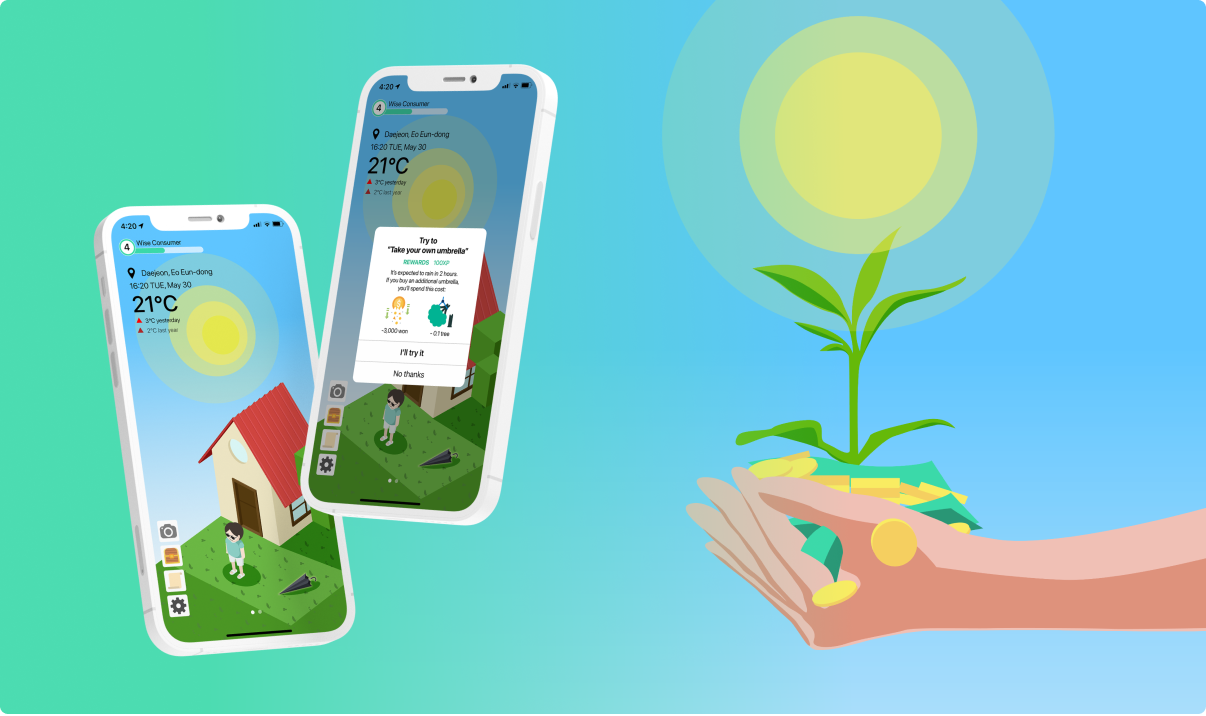 4:20
4
Wise Consumer
Daejeon, Eo Eun-dong
16:20 TUE, May 30
21°C
3°C yesterday
2°C last year
4:20
4
Wise Consumer
Daejeon, Eo Eun-dong
16:20 TUE, May 30
21°C
3°C yesterday
2°C last year
Try to
"Take your own umbrella"
REWARDS 100XP
It's expected to rain in 2 hours.
If you buy an additional umbrella,
you'll spend this cost:
-3,000 won
- 0.1 tree
I'll try it
No thanks